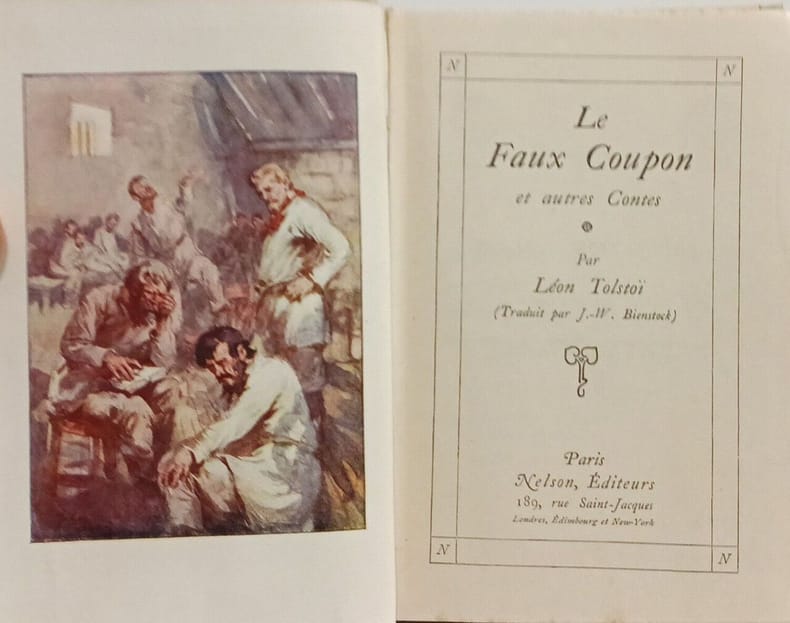 N N
Le
Faux Coupon
et autres Contes
Par
Léon Tolstoï
(Traduit par J.-W. Bienstock)
Paris
Nelson, Éditeurs
189, rue Saint-Jacques
Londres, Édimbourg et New-York
N N